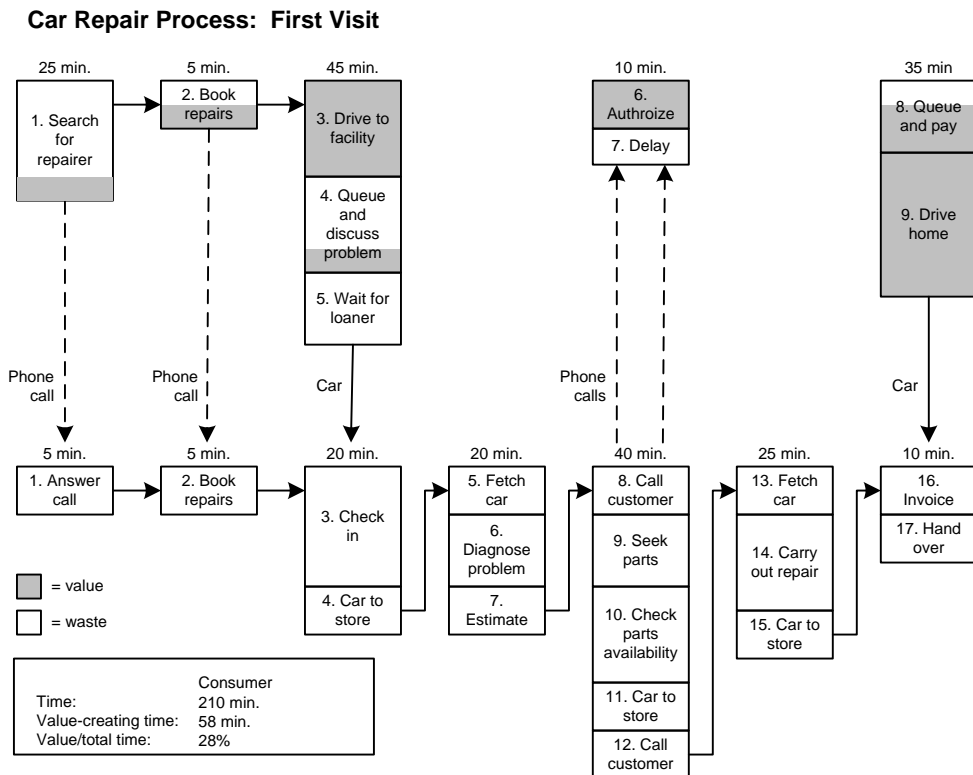 Car Repair Process:  First Visit
25 min.
5 min.
45 min.
10 min.
35 min
1. Search
for
repairer
2. Book
repairs
3. Drive to
facility
4. Queue
and
discuss
problem
5. Wait for
loaner
6.
Authroize
7. Delay
8. Queue
and pay
9. Drive
home
Phone
call
Phone
call
Car
Phone
calls
Car
5 min.
5 min.
20 min.
20 min.
40 min.
25 min.
10 min.
1. Answer
call
2. Book
repairs
3. Check
in
4. Car to
store
5. Fetch
car
6.
Diagnose
problem
7.
Estimate
8. Call
customer
9. Seek
parts
10. Check
parts
availability
11. Car to
store
12. Call
customer
13. Fetch
car
14. Carry
out repair
15. Car to
store
16.
Invoice
17. Hand
over
= value
= waste
Consumer
Time: 210 min.
Value-creating time: 58 min.
Value/total time: 28%